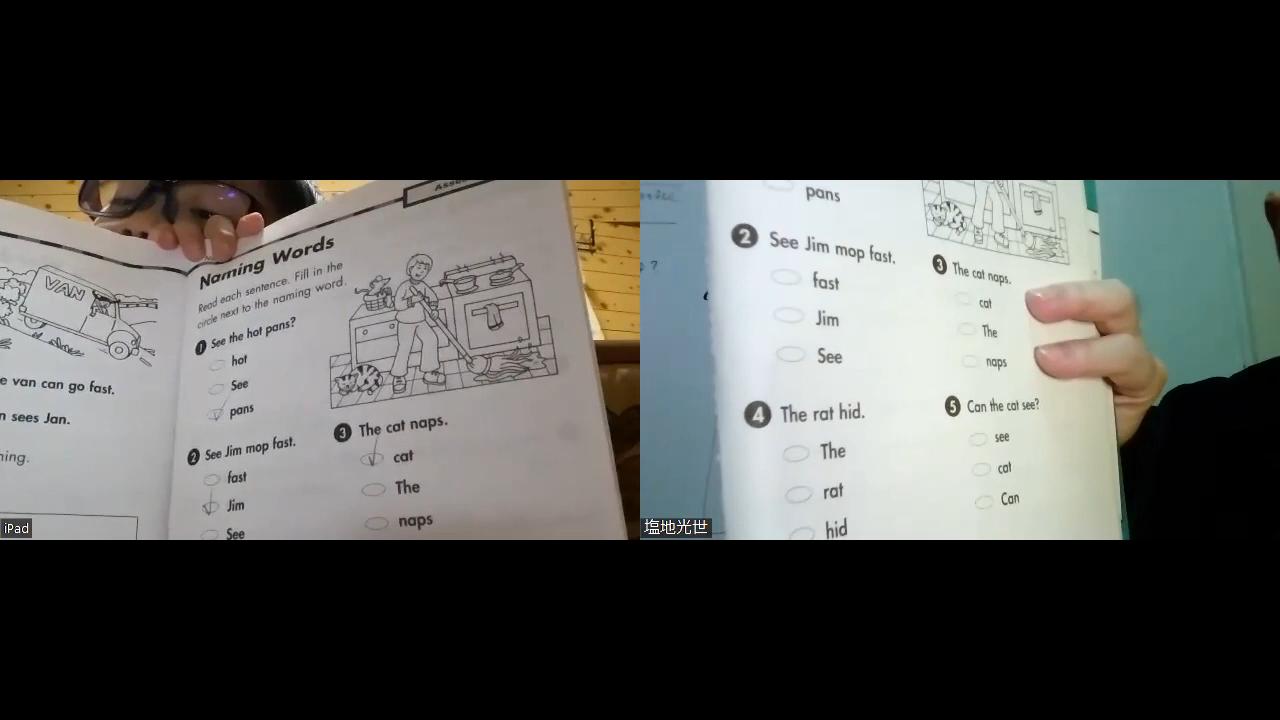 VAN
e van can go fast.
n sees Jan.
ning.
Naming Words
Read each sentence. Fill in the
circle next to the naming word.
1 See the hot pans?
hot
See
pans
2 See Jim mop fast.
fast
Jim
See
3 The cat naps.
cat
The
naps
iPad
pans
2 See Jim mop fast.
fast
Jim
See
3 The cat naps.
cat
The
naps
4 The rat hid.
The
rat
hid
5 Can the cat see?
see
cat
Can
塩地光世